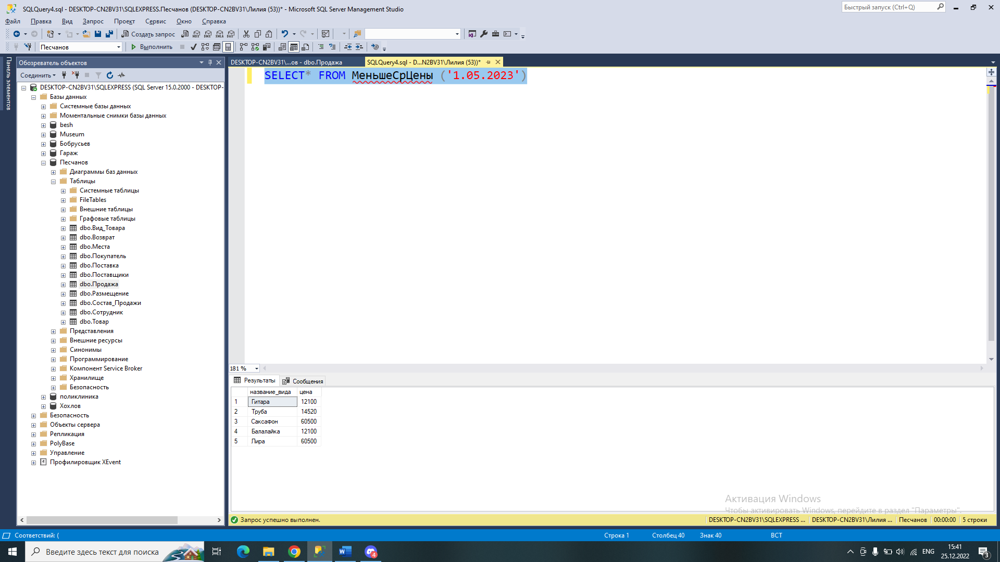 SQLQuery4.sql - DESKTOP-CN2BV31\SQLEXPRESS.Песчанов (DESKTOP-CN2BV31\Лилия (53))* - Microsoft SQL Server Management Studio
Быстрый запуск (Ctrl+Q)
Файл Правка Вид Запрос Проект Сервис Окно Справка
Создать запрос
MDX DMX XMLA DAX
Песчанов Выполнить
Панель элементов
Обозреватель объектов
DESKTOP-CN2BV31\...ов - dbo.Продажа
SQLQuery4.sql - D...N2BV31\Лилия (53))*
Соединить
SELECT* FROM МеньшеСрЦены ('1.05.2023')
DESKTOP-CN2BV31\SQLEXPRESS (SQL Server 15.0.2000 - DESKTOP-
Базы данных
Системные базы данных
Моментальные снимки базы данных
besh
Museum
Бобрусьев
Гараж
Песчанов
Диаграммы баз данных
Таблицы
Системные таблицы
FileTables
Внешние таблицы
Графовые таблицы
dbo.Вид_Товара
dbo.Возврат
dbo.Места
dbo.Покупатель
dbo.Поставка
dbo.Поставщики
dbo.Продажа
dbo.Размещение
dbo.Состав_Продажи
dbo.Сотрудник
dbo.Товар
Представления
Внешние ресурсы
Синонимы
Программирование
Компонент Service Broker
Хранилище
Безопасность
поликлиника
Хохлов
Безопасность
Объекты сервера
Репликация
PolyBase
Управление
Профилировщик XEvent
181 %
Результаты Сообщения
название_вида цена
1 Гитара 12100
2 Труба 14520
3 Саксафон 60500
4 Балалайка 12100
5 Лира 60500
Активация Windows
Чтобы активировать Windows, перейдите в раздел "Параметры".
Запрос успешно выполнен.
DESKTOP-CN2BV31\SQLEXPRESS ... DESKTOP-CN2BV31\Лилия ... Песчанов 00:00:00 5 строки
Соответствий: (
Строка 1 Столбец 40 Знак 40 ВСТ
Введите здесь текст для поиска
4
ENG
15:41
25.12.2022
3